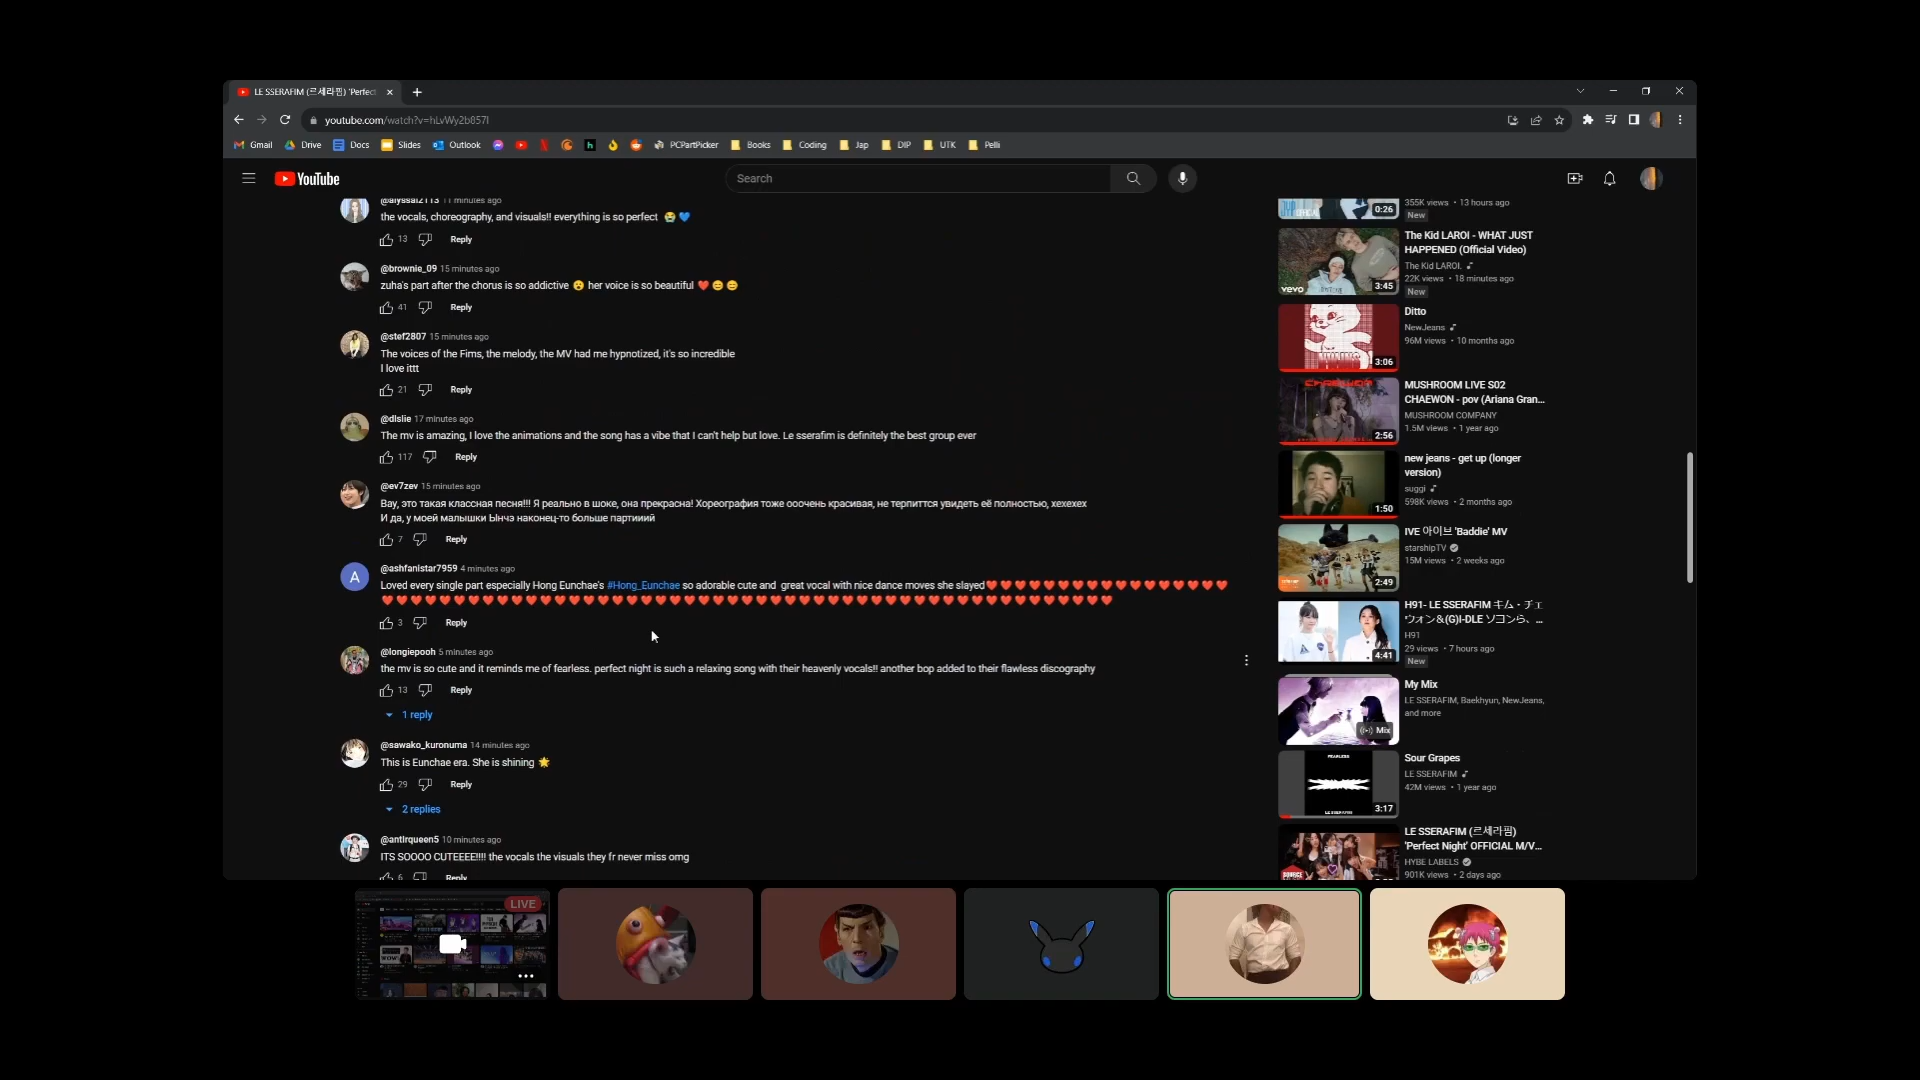 LE SSERAFIM (르세라핌) 'Perfect
youtube.com/watch?v=hLvWy2b857I
Gmail
Drive
Docs
Slides
Outlook
PCPartPicker
Books
Coding
Jap
DIP
UTK
Pelli
YouTube
Search
@alyssa2113 11 minutes ago
the vocals, choreography, and visuals!! everything is so perfect 😭💙
13
Reply
@brownie_09 15 minutes ago
zuha's part after the chorus is so addictive 😮 her voice is so beautiful ❤️😊😊
41
Reply
@stef2807 15 minutes ago
The voices of the Fims, the melody, the MV had me hypnotized, it's so incredible
I love ittt
21
Reply
@dlslie 17 minutes ago
The mv is amazing, I love the animations and the song has a vibe that I can't help but love. Le sserafim is definitely the best group ever
117
Reply
@ev7zev 15 minutes ago
Вау, это такая классная песня!!! Я реально в шоке, она прекрасна! Хореография тоже ооочень красивая, не терпиттся увидеть её полностью, хехехех
И да, у моей малышки Ынчэ наконец-то больше партииий
7
Reply
A
@ashfanistar7959 4 minutes ago
Loved every single part especially Hong Eunchae's #Hong_Eunchae so adorable cute and great vocal with nice dance moves she slayed
3
Reply
@longiepooh 5 minutes ago
the mv is so cute and it reminds me of fearless. perfect night is such a relaxing song with their heavenly vocals!! another bop added to their flawless discography
13
Reply
1 reply
@sawako_kuronuma 14 minutes ago
This is Eunchae era. She is shining 🌟
29
Reply
2 replies
@antirqueen5 10 minutes ago
ITS SOOOO CUTEEEE!!!! the vocals the visuals they fr never miss omg
6
Reply
0:26
355K views • 13 hours ago
New
vevo
3:45
The Kid LAROI - WHAT JUST
HAPPENED (Official Video)
The Kid LAROI.
22K views • 18 minutes ago
New
3:06
Ditto
NewJeans
96M views • 10 months ago
CHAEWON
2:56
MUSHROOM LIVE S02
CHAEWON - pov (Ariana Gran...
MUSHROOM COMPANY
1.5M views • 1 year ago
1:50
new jeans - get up (longer
version)
suggi
598K views • 2 months ago
2:49
IVE 아이브 'Baddie' MV
starshipTV
15M views • 2 weeks ago
4:41
H91- LE SSERAFIM キム・チェ
ウォン＆(G)I-DLE ソヨンら、...
H91
29 views • 7 hours ago
New
Mix
My Mix
LE SSERAFIM, Baekhyun, NewJeans,
and more
FEARLESS
LE SSERAFIM
3:17
Sour Grapes
LE SSERAFIM
42M views • 1 year ago
SOURCE
LE SSERAFIM (르세라핌)
'Perfect Night' OFFICIAL M/V...
HYBE LABELS
901K views • 2 days ago
LIVE